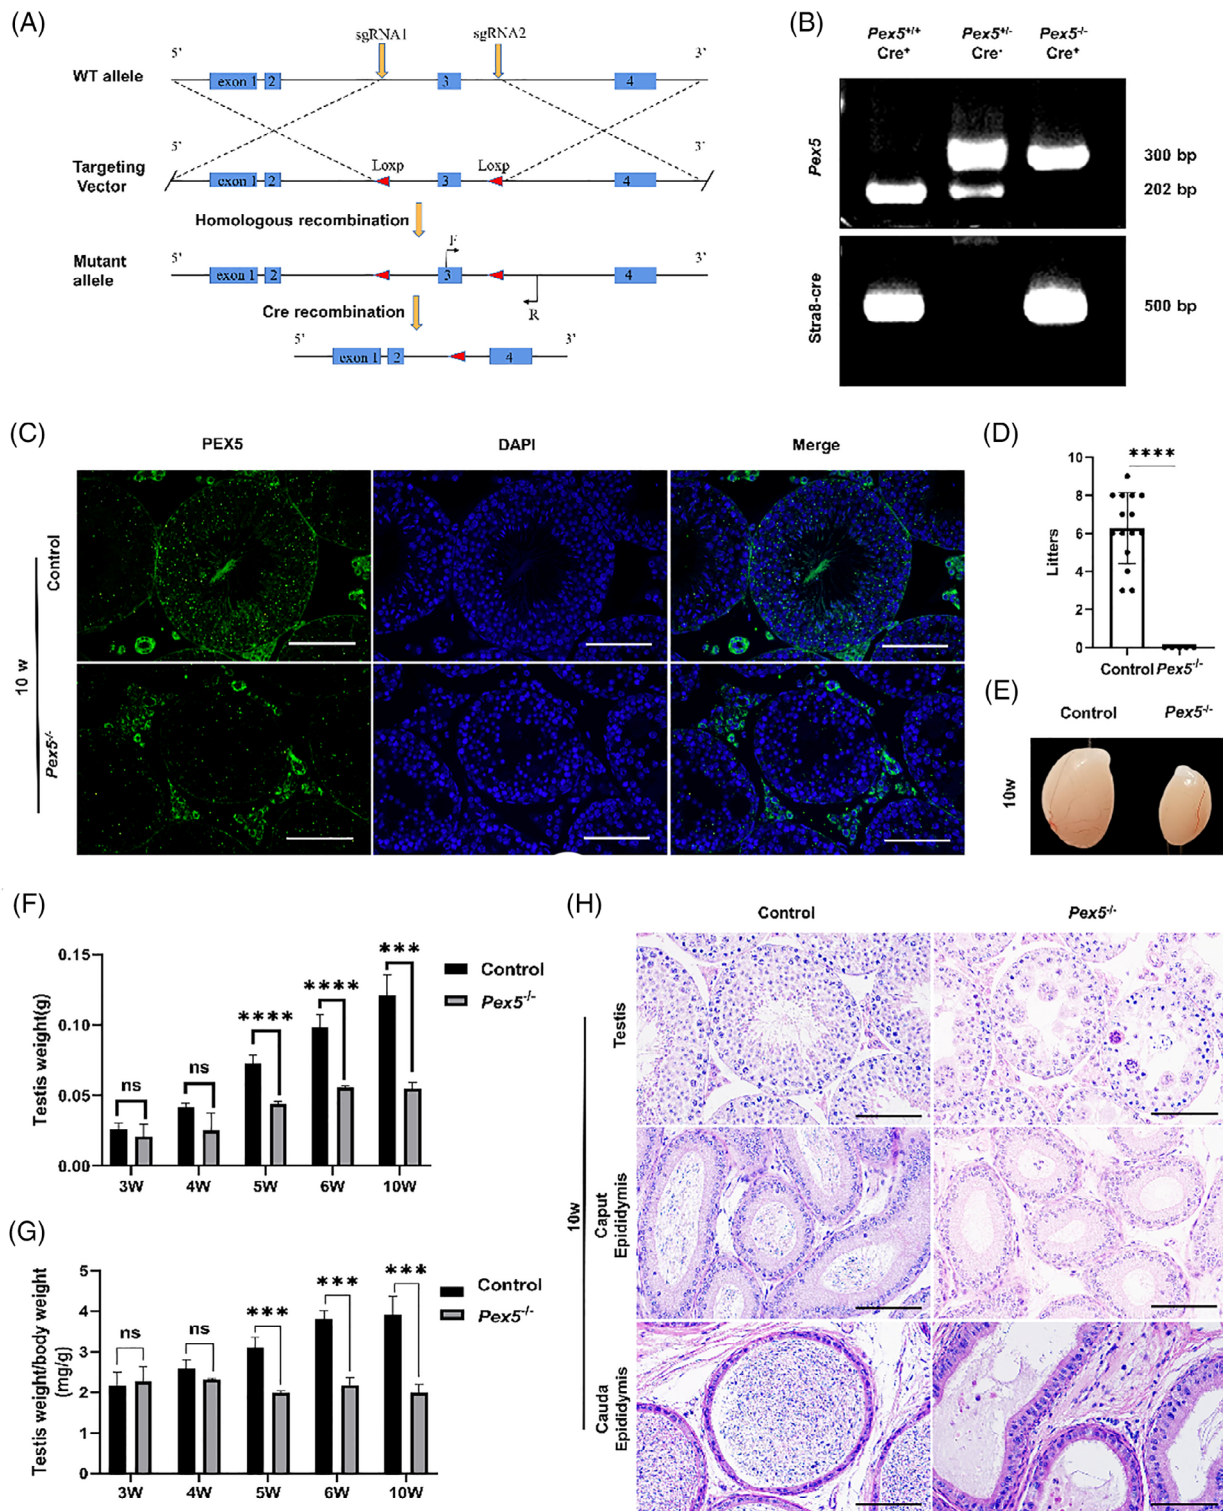 (A)
sgRNA1 sgRNA2
5’ 3’
WT allele
exon 1 2 3 4
5’ 3’
Targeting
Vector
Loxp Loxp
exon 1 2 3 4
Homologous recombination
5’ 3’
F
Mutant
allele
exon 1 2 3 4
R
Cre recombination
5’ 3’
exon 1 2 4
(B)
Pex5+/+ Pex5+/- Pex5-/-
Cre+ Cre- Cre+
Pex5
300 bp
202 bp
Stra8-cre
500 bp
(C)
PEX5 DAPI Merge
Control
10 w
Pex5-/-
(D)
****
10
8
6
4
2
0
Litters
Control Pex5-/-
(E)
Control Pex5-/-
10w
(F)
Testis weight(g)
0.15
0.10
0.05
0.00
ns ns **** **** ***
Control
Pex5-/-
3W 4W 5W 6W 10W
(G)
Testis weight/body weight
(mg/g)
5
4
3
2
1
0
ns ns *** *** ***
Control
Pex5-/-
3W 4W 5W 6W 10W
(H)
Control Pex5-/-
10w
Testis
Caput
Epididymis
Cauda
Epididymis